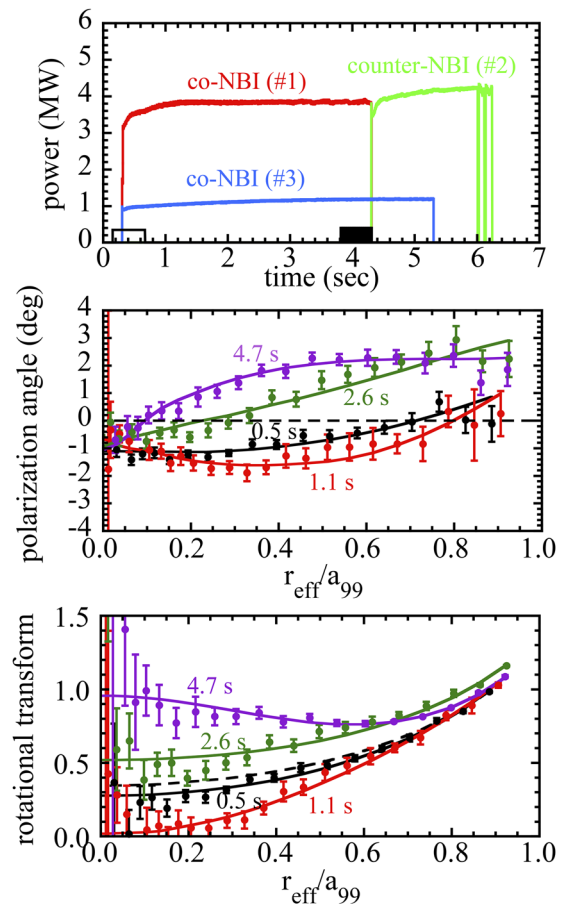 6
5
4
3
2
1
0
power (MW)
co-NBI (#1)
counter-NBI (#2)
co-NBI (#3)
0 1 2 3 4 5 6 7
time (sec)
4
3
2
1
0
-1
-2
-3
-4
polarization angle (deg)
4.7 s
2.6 s
0.5 s
1.1 s
0.0 0.2 0.4 0.6 0.8 1.0
r_eff/a_99
1.5
1.0
0.5
0.0
rotational transform
4.7 s
2.6 s
0.5 s
1.1 s
0.0 0.2 0.4 0.6 0.8 1.0
r_eff/a_99